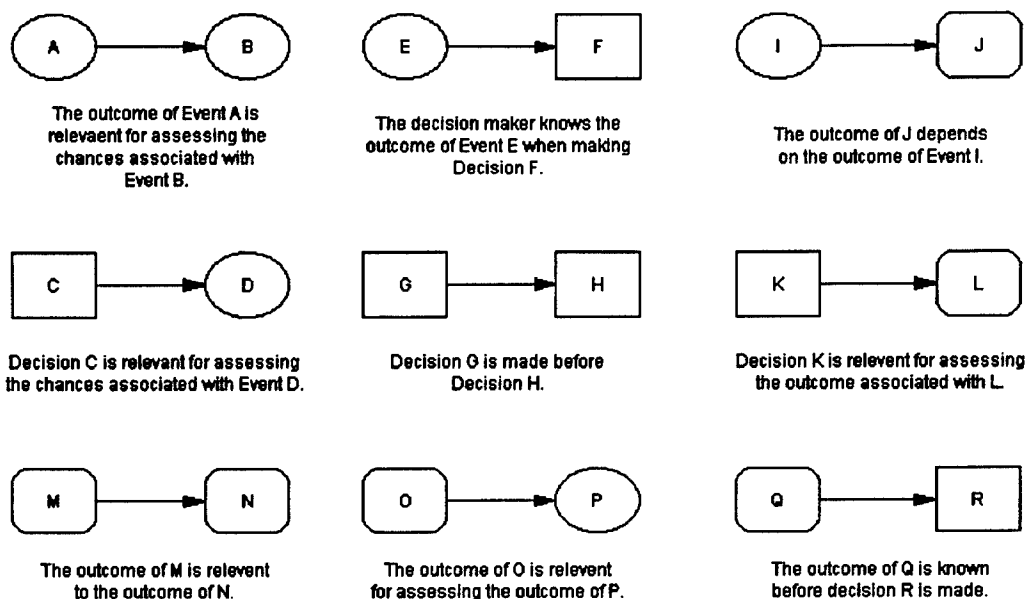 A B
E F
I J
The outcome of Event A is
relevaent for assessing the
chances associated with
Event B.
The decision maker knows the
outcome of Event E when making
Decision F.
The outcome of J depends
on the outcome of Event I.
C D
G H
K L
Decision C is relevant for assessing
the chances associated with Event D.
Decision G is made before
Decision H.
Decision K is relevent for assessing
the outcome associated with L.
M N
O P
Q R
The outcome of M is relevent
to the outcome of N.
The outcome of O is relevent
for assessing the outcome of P.
The outcome of Q is known
before decision R is made.